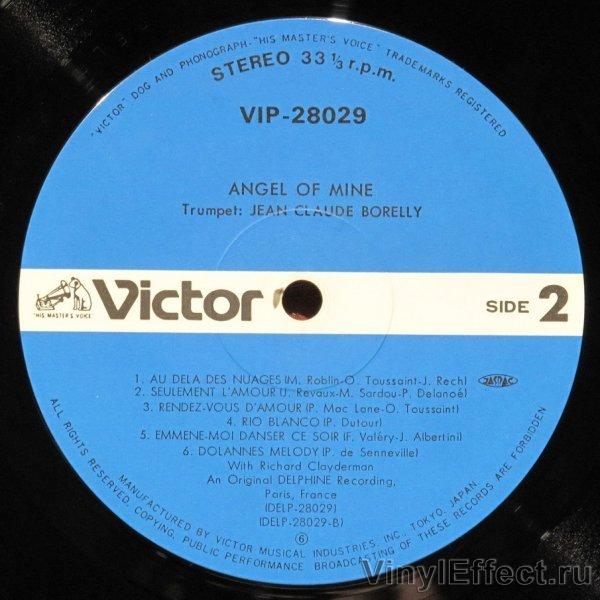 "VICTOR" DOG AND PHONOGRAPH-"HIS MASTER'S VOICE" TRADEMARKS REGISTERED
STEREO 33 1/3 r.p.m.
VIP-28029
ANGEL OF MINE
Trumpet: JEAN CLAUDE BORELLY
"HIS MASTER'S VOICE"
Victor
SIDE 2
1. AU DELA DES NUAGES (M. Roblin-O. Toussaint-J. Rech)
2. SEULEMENT L'AMOUR (J. Revaux-M. Sardou-P. Delanoé)
3. RENDEZ-VOUS D'AMOUR (P. Mac Lane-O. Toussaint)
4. RIO BLANCO (P. Dutour)
5. EMMENE-MOI DANSER CE SOIR (F. Valéry-J. Albertini)
6. DOLANNES MELODY (P. de Senneville)
With Richard Clayderman
An Original DELPHINE Recording,
Paris, France
(DELP-28029)
(DELP-28029-B)
6
JASRAC
ALL RIGHTS RESERVED. COPYING, PUBLIC PERFORMANCE BROADCASTING OF THESE RECORDS ARE FORBIDDEN
MANUFACTURED BY VICTOR MUSICAL INDUSTRIES INC., TOKYO, JAPAN
VinylEffect.ru